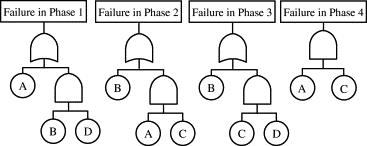 Failure in Phase 1 Failure in Phase 2 Failure in Phase 3 Failure in Phase 4
A B B A C
B D A C C D